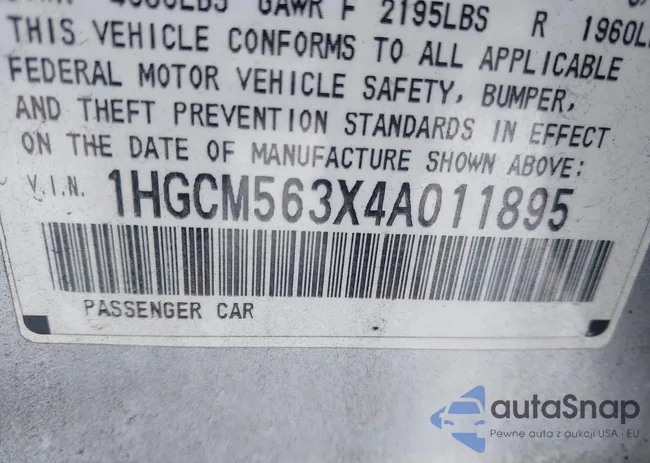 GAWR F 2195LBS R 1960L
THIS VEHICLE CONFORMS TO ALL APPLICABLE
FEDERAL MOTOR VEHICLE SAFETY, BUMPER,
AND THEFT PREVENTION STANDARDS IN EFFECT
ON THE DATE OF MANUFACTURE SHOWN ABOVE:
V.I.N. 1HGCM563X4A011895
PASSENGER CAR
autoSnap
Pewne auta z aukcji USA i EU